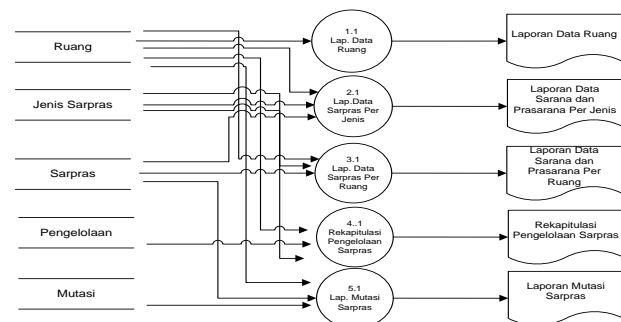 Ruang
Jenis Sarpras
Sarpras
Pengelolaan
Mutasi
1.1
Lap. Data
Ruang
2.1
Lap.Data
Sarpras Per
Jenis
3.1
Lap. Data
Sarpras Per
Ruang
4..1
Rekapitulasi
Pengelolaan
Sarpras
5.1
Lap. Mutasi
Sarpras
Laporan Data Ruang
Laporan Data
Sarana dan
Prasarana Per Jenis
Laporan Data
Sarana dan
Prasarana Per
Ruang
Rekapitulasi
Pengelolaan Sarpras
Laporan Mutasi
Sarpras